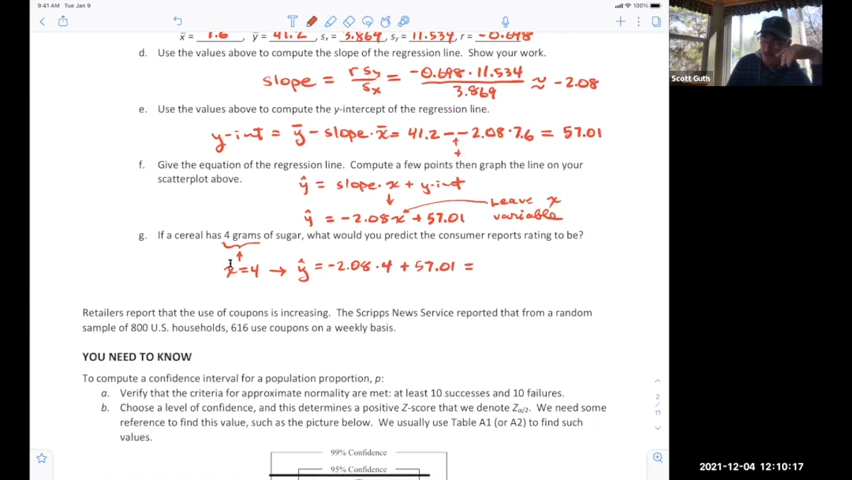 9:41 AM Tue Jan 9
100%
x̄ = 1.6 ȳ = 41.2 sx = 3.869 sy = 11.534, r = -0.698
d. Use the values above to compute the slope of the regression line. Show your work.
slope = r sy / sx = -0.698 · 11.534 / 3.869 ≈ -2.08
e. Use the values above to compute the y-intercept of the regression line.
y-int = ȳ - slope · x̄ = 41.2 - -2.08 · 7.6 = 57.01
+
f. Give the equation of the regression line. Compute a few points then graph the line on your
scatterplot above.
ŷ = slope · x + y-int
Leave x
variable
ŷ = -2.08x + 57.01
g. If a cereal has 4 grams of sugar, what would you predict the consumer reports rating to be?
x = 4 → ŷ = -2.08 · 4 + 57.01 =
Retailers report that the use of coupons is increasing. The Scripps News Service reported that from a random
sample of 800 U.S. households, 616 use coupons on a weekly basis.
YOU NEED TO KNOW
To compute a confidence interval for a population proportion, p:
a. Verify that the criteria for approximate normality are met: at least 10 successes and 10 failures.
b. Choose a level of confidence, and this determines a positive Z-score that we denote Zα/2. We need some
reference to find this value, such as the picture below. We usually use Table A1 (or A2) to find such
values.
99% Confidence
95% Confidence
2
11
Scott Guth
2021-12-04 12:10:17